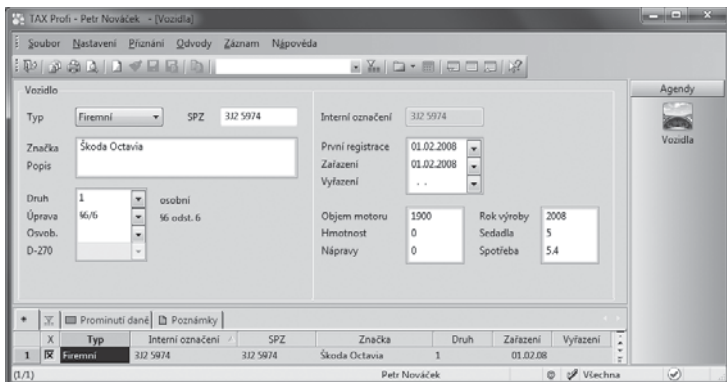 TAX Profi - Petr Nováček - [Vozidla]
Soubor Nastavení Přiznání Odvody Záznam Nápověda
Vozidlo
Agendy
Typ Firemní SPZ 3J2 5974 Interní označení 3J2 5974
Vozidla
Značka Škoda Octavia První registrace 01.02.2008
Popis Zařazení 01.02.2008
Vyřazení . .
Druh 1 osobní Objem motoru 1900 Rok výroby 2008
Úprava §6/6 §6 odst. 6 Hmotnost 0 Sedadla 5
Osvob. Nápravy 0 Spotřeba 5.4
D-270
* Prominutí daně Poznámky
X Typ Interní označení SPZ Značka Druh Zařazení Vyřazení
1 Firemní 3J2 5974 3J2 5974 Škoda Octavia 1 01.02.08
(1/1) Petr Nováček Všechna